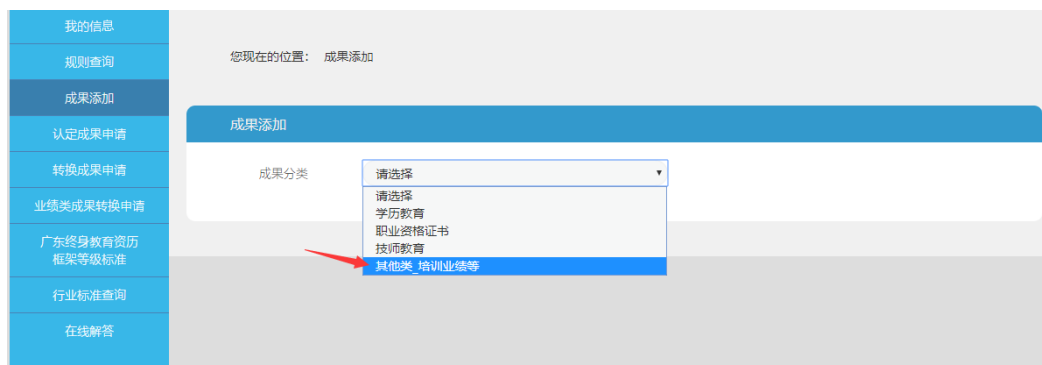 我的信息
规则查询
成果添加
认定成果申请
转换成果申请
业绩类成果转换申请
广东终身教育资历
框架等级标准
行业标准查询
在线解答
您现在的位置： 成果添加
成果添加
成果分类
请选择
请选择
学历教育
职业资格证书
技师教育
其他类_培训业绩等